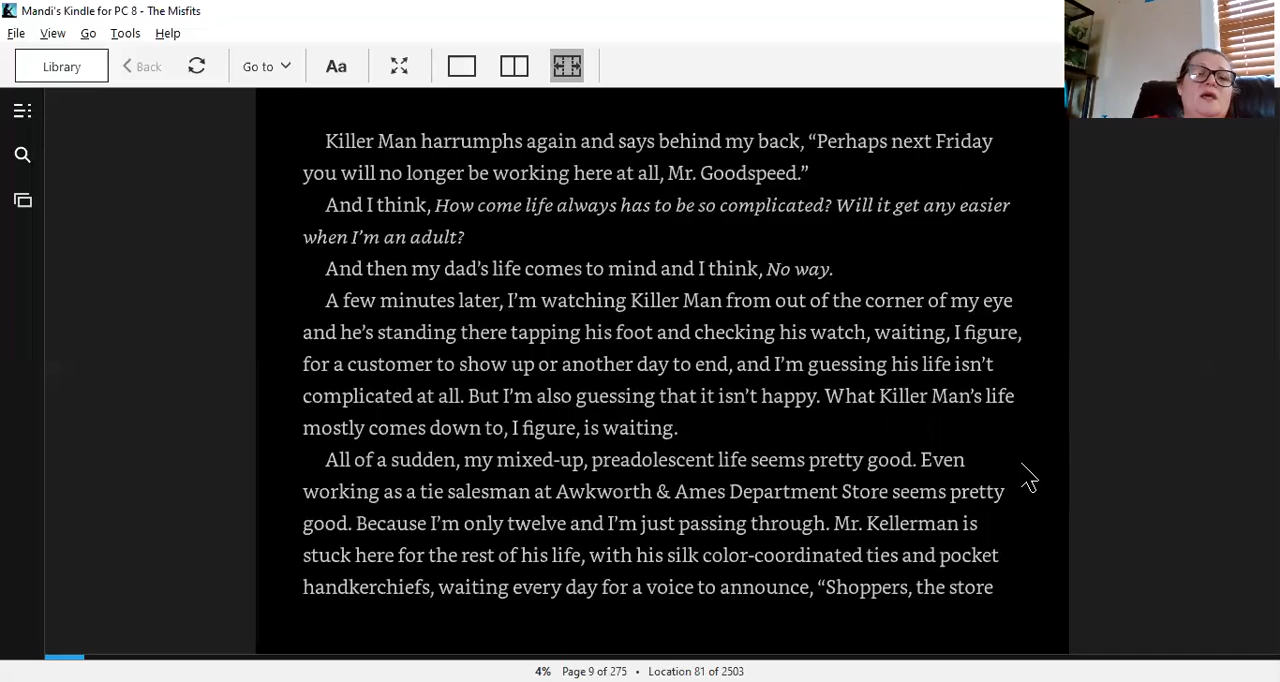 Mandi's Kindle for PC 8 - The Misfits
File View Go Tools Help
Library Back Go to Aa
Killer Man harrumphs again and says behind my back, “Perhaps next Friday
you will no longer be working here at all, Mr. Goodspeed.”
And I think, How come life always has to be so complicated? Will it get any easier
when I’m an adult?
And then my dad’s life comes to mind and I think, No way.
A few minutes later, I’m watching Killer Man from out of the corner of my eye
and he’s standing there tapping his foot and checking his watch, waiting, I figure,
for a customer to show up or another day to end, and I’m guessing his life isn’t
complicated at all. But I’m also guessing that it isn’t happy. What Killer Man’s life
mostly comes down to, I figure, is waiting.
All of a sudden, my mixed-up, preadolescent life seems pretty good. Even
working as a tie salesman at Awkworth & Ames Department Store seems pretty
good. Because I’m only twelve and I’m just passing through. Mr. Kellerman is
stuck here for the rest of his life, with his silk color-coordinated ties and pocket
handkerchiefs, waiting every day for a voice to announce, “Shoppers, the store
4% Page 9 of 275 • Location 81 of 2503